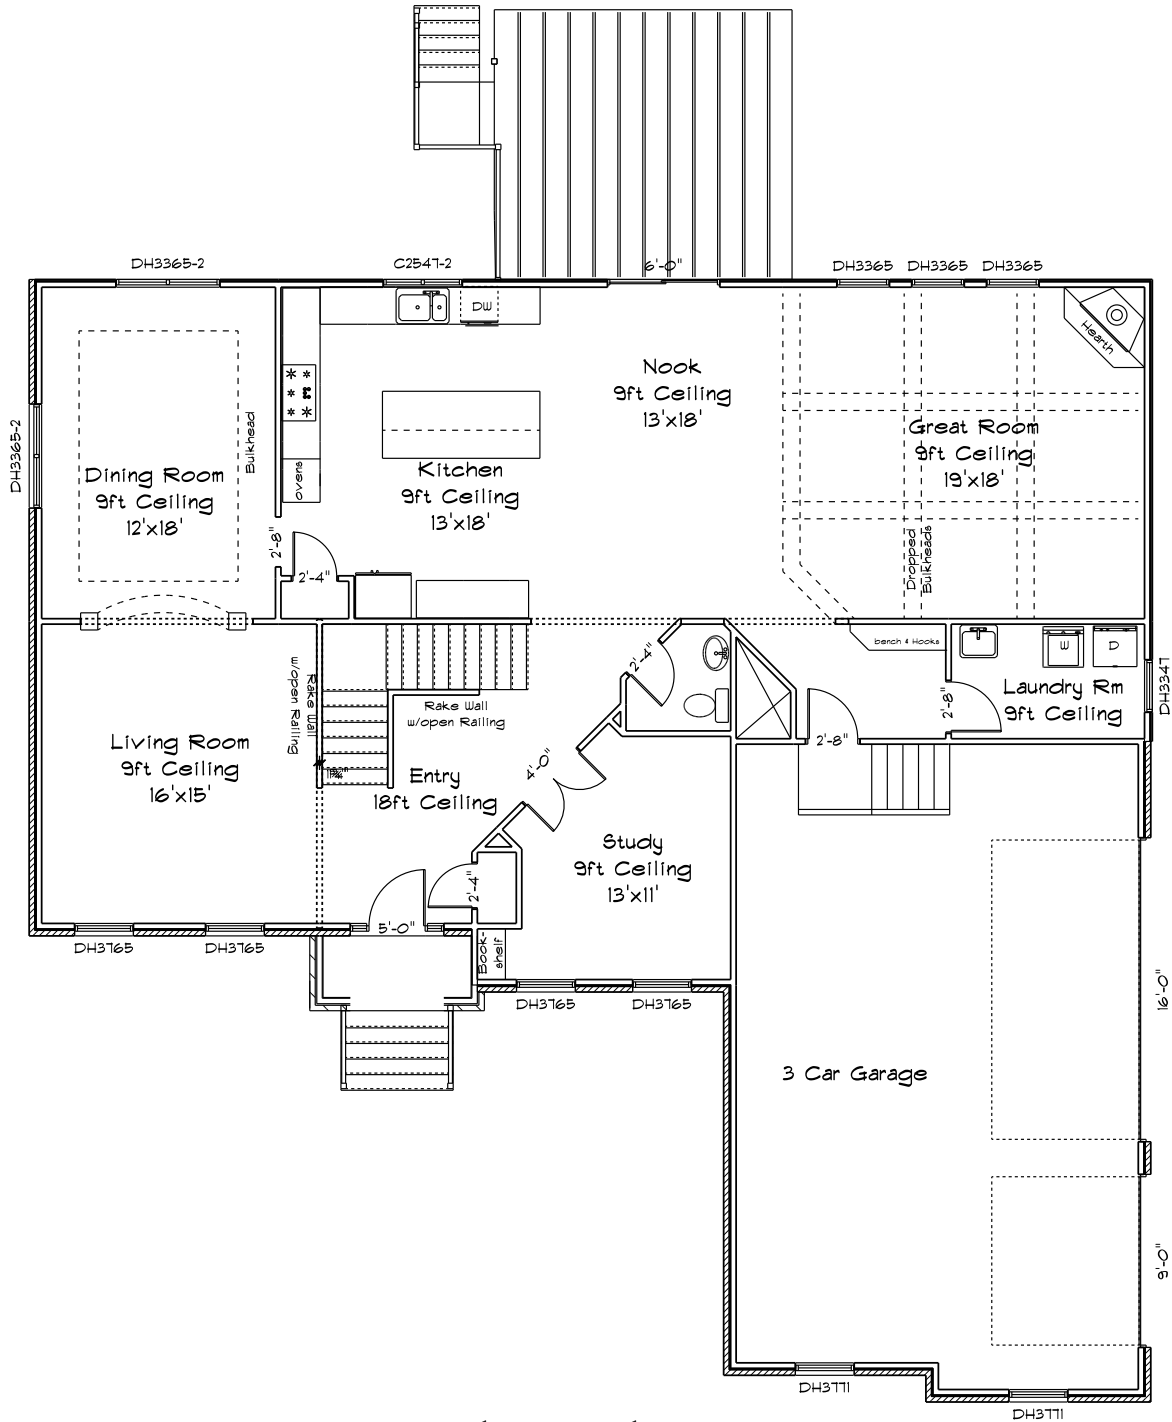 DH3365-2
C2547-2
6'-0"
DH3365
DH3365
DH3365
DW
Hearth
Nook
9ft Ceiling
13'x18'
DH3365-2
Bulkhead
Great Room
9ft Ceiling
19'x18'
Dining Room
9ft Ceiling
12'x18'
ovens
Kitchen
9ft Ceiling
13'x18'
2'-8"
2'-4"
Dropped
Bulkheads
2'-4"
bench & Hooks
W
D
DH3347
Laundry Rm
9ft Ceiling
2'-8"
2'-8"
Rake Wall
w/open Railing
Rake Wall
w/open Railing
Living Room
9ft Ceiling
16'x15'
Entry
18ft Ceiling
4'-0"
Study
9ft Ceiling
13'x11'
2'-4"
5'-0"
Book-
shelf
DH3765
DH3765
DH3765
DH3765
16'-0"
3 Car Garage
9'-0"
DH3771
DH3771